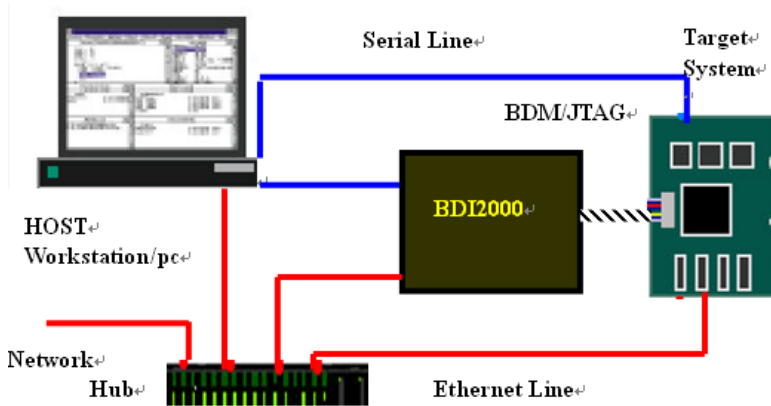 Serial Line
Target
System
BDM/JTAG
BDI2000
HOST
Workstation/pc
Network
Hub
Ethernet Line